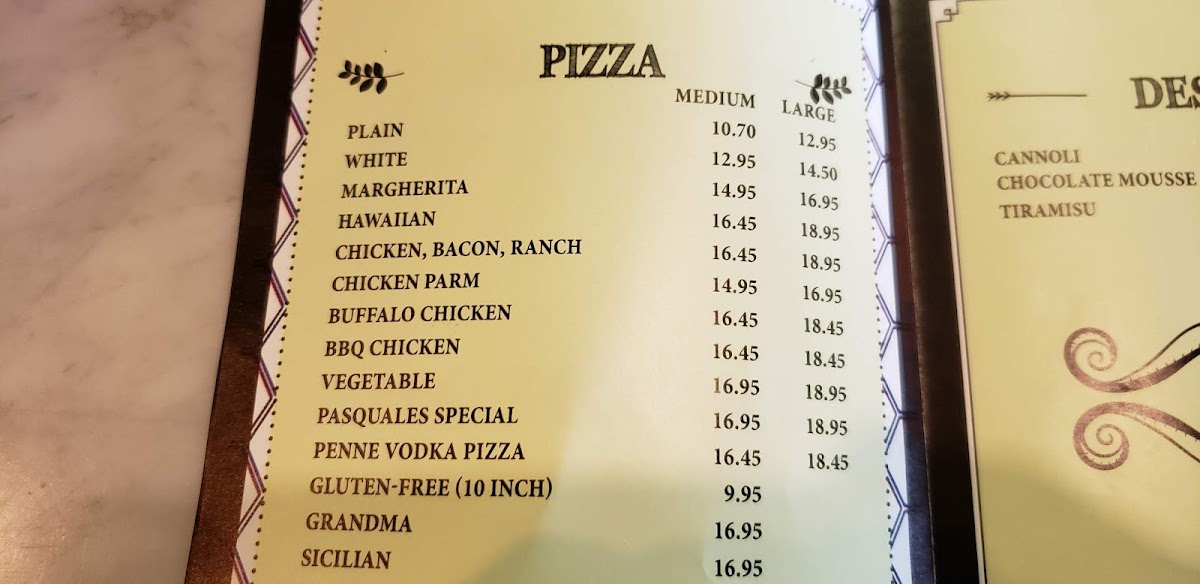 PIZZA
MEDIUM LARGE
PLAIN 10.70 12.95
WHITE 12.95 14.50
MARGHERITA 14.95 16.95
HAWAIIAN 16.45 18.95
CHICKEN, BACON, RANCH 16.45 18.95
CHICKEN PARM 14.95 16.95
BUFFALO CHICKEN 16.45 18.45
BBQ CHICKEN 16.45 18.45
VEGETABLE 16.95 18.95
PASQUALES SPECIAL 16.95 18.95
PENNE VODKA PIZZA 16.45 18.45
GLUTEN-FREE (10 INCH) 9.95
GRANDMA 16.95
SICILIAN 16.95
DES
CANNOLI
CHOCOLATE MOUSSE
TIRAMISU